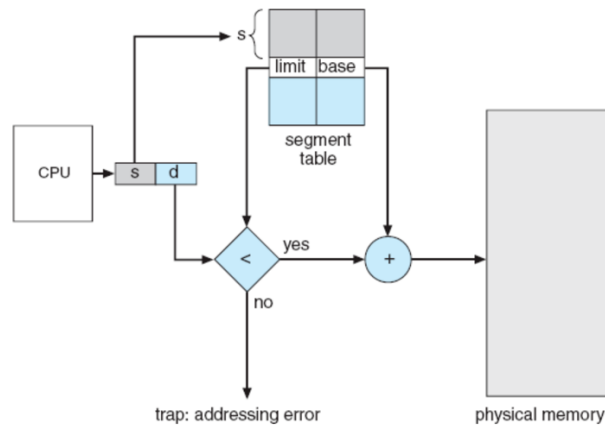 s
limit base
segment
table
CPU
s d
<
yes
+
no
trap: addressing error
physical memory